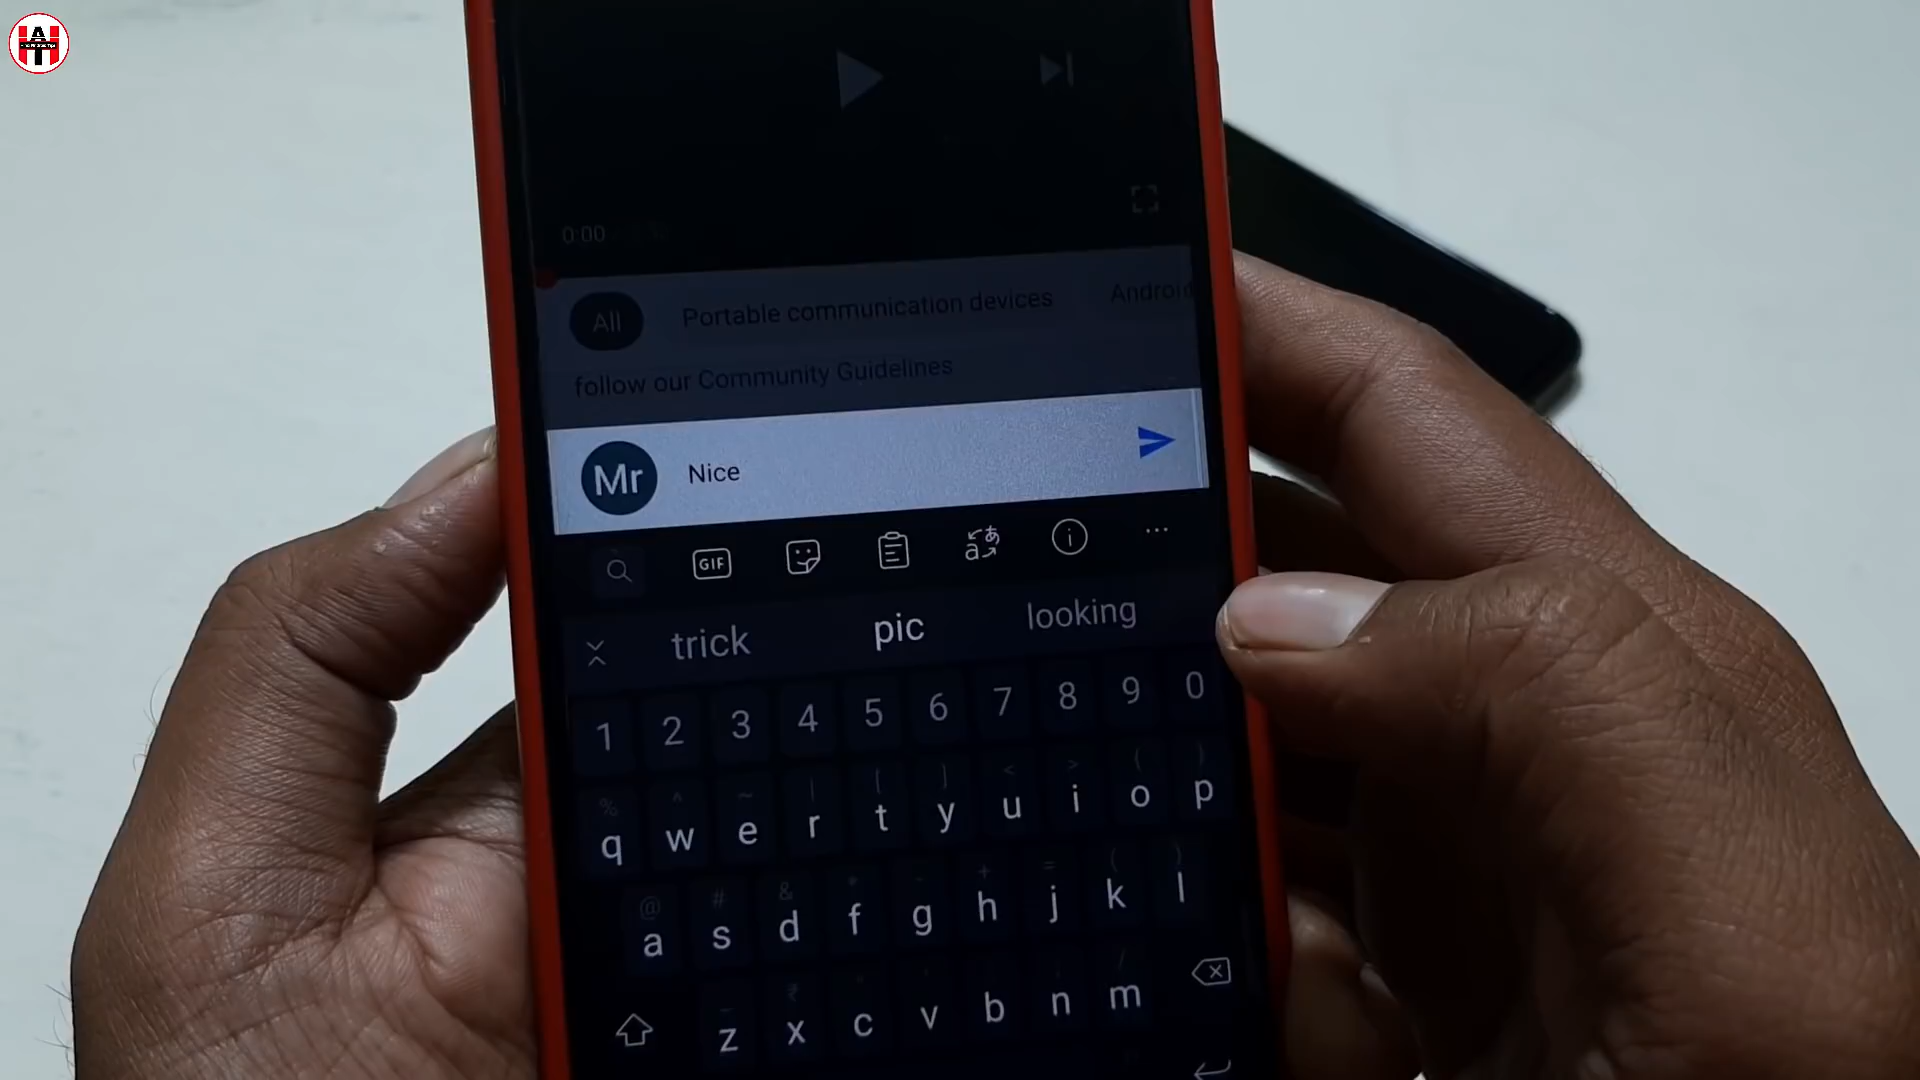 0:00
All Portable communication devices Android
follow our Community Guidelines
Mr Nice
GIF
trick pic looking
1 2 3 4 5 6 7 8 9 0
q w e r t y u i o p
a s d f g h j k l
z x c v b n m